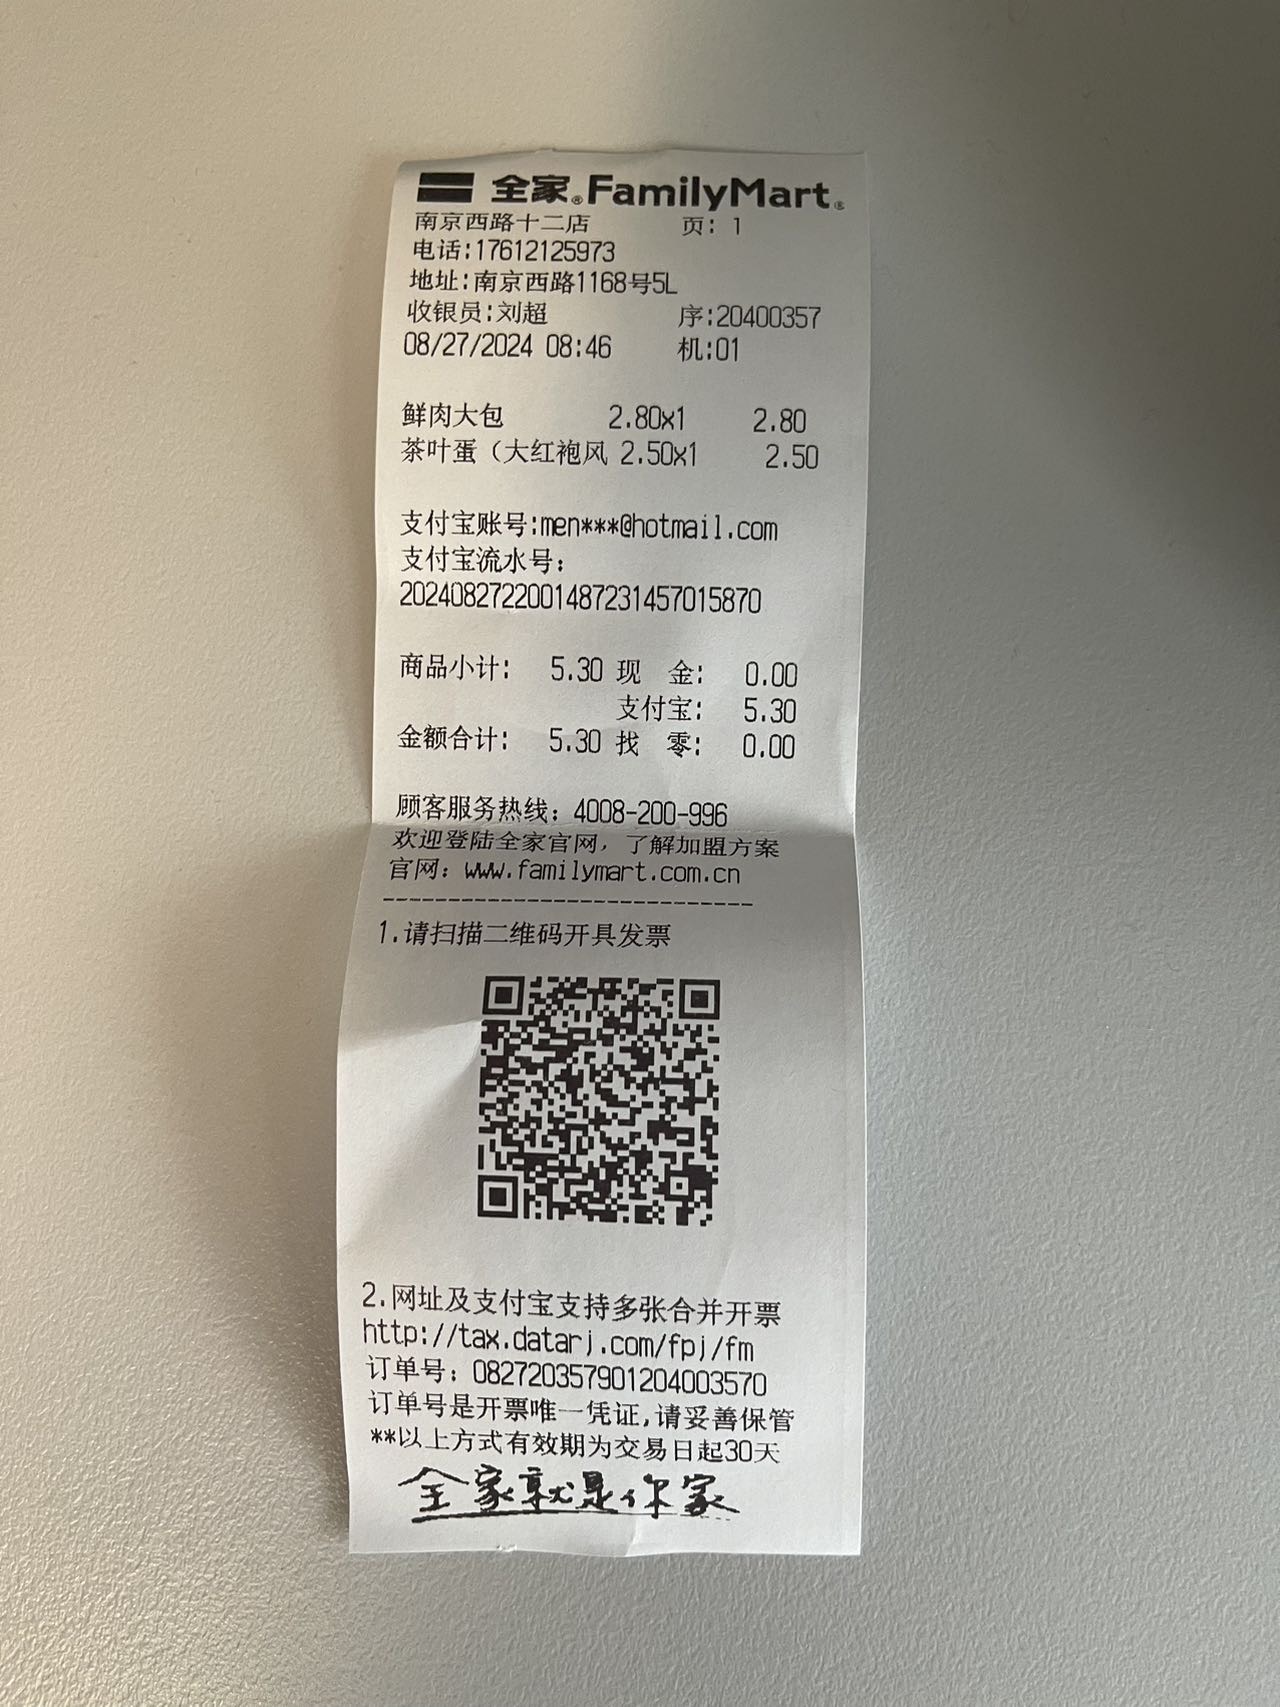 全家®FamilyMart®
南京西路十二店 页: 1
电话:17612125973
地址:南京西路1168号5L
收银员:刘超 序:20400357
08/27/2024 08:46 机:01
鲜肉大包 2.80x1 2.80
茶叶蛋（大红袍风 2.50x1 2.50
支付宝账号:men***@hotmail.com
支付宝流水号:
2024082722001487231457015870
商品小计: 5.30 现 金: 0.00
支付宝: 5.30
金额合计: 5.30 找 零: 0.00
顾客服务热线: 4008-200-996
欢迎登陆全家官网, 了解加盟方案
官网: www.familymart.com.cn
----------------------------
1.请扫描二维码开具发票
2.网址及支付宝支持多张合并开票
http://tax.datarj.com/fpj/fm
订单号: 082720357901204003570
订单号是开票唯一凭证,请妥善保管
**以上方式有效期为交易日起30天
全家就是你家